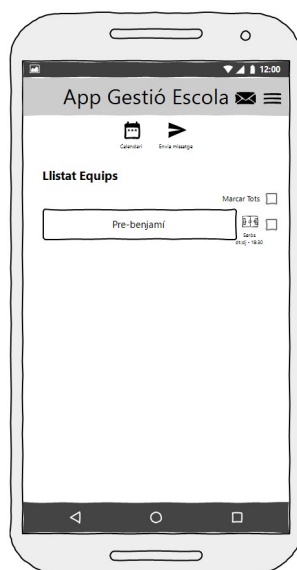 12:00
App Gestió Escola
Calendari
Envia missatge
Llistat Equips
Marcar Tots
Pre-benjamí